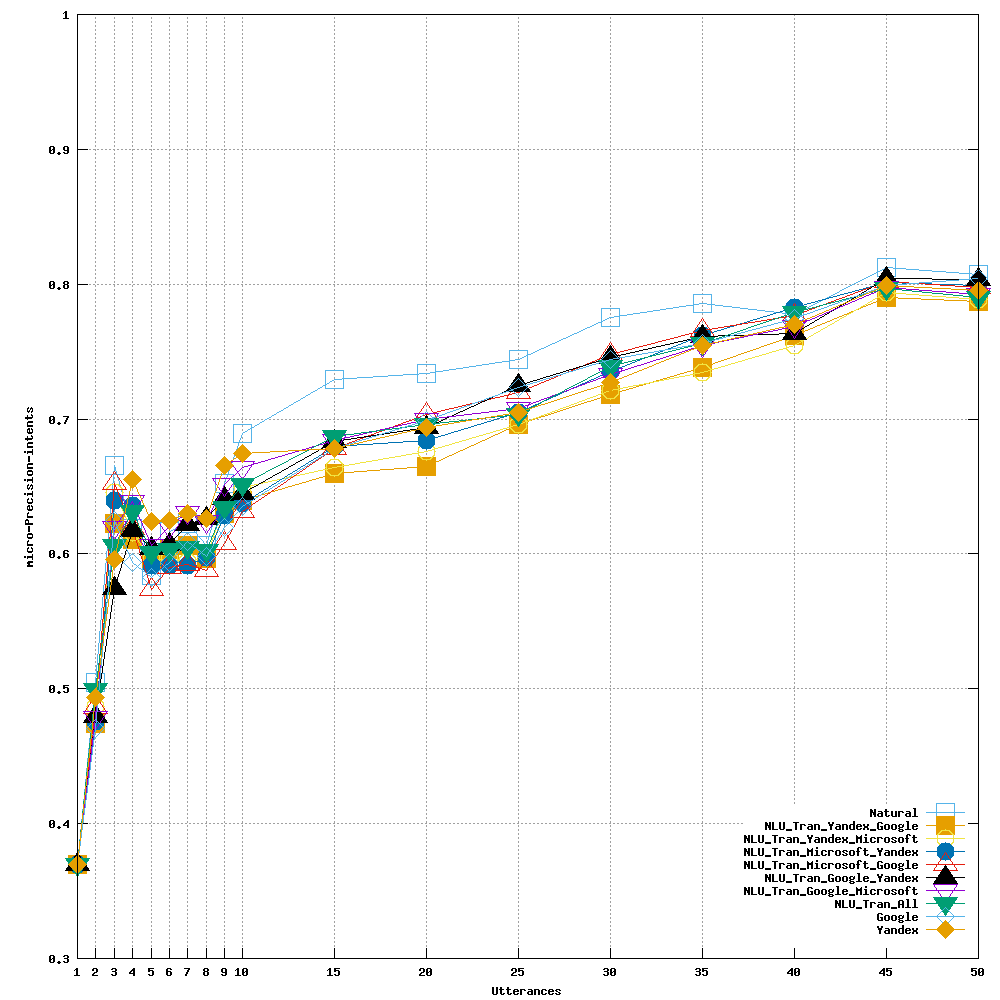 1
0.9
0.8
0.7
0.6
0.5
0.4
0.3
micro-Precision-intents
Natural
NLU_Tran_Yandex_Google
NLU_Tran_Yandex_Microsoft
NLU_Tran_Microsoft_Yandex
NLU_Tran_Microsoft_Google
NLU_Tran_Google_Yandex
NLU_Tran_Google_Microsoft
NLU_Tran_All
Google
Yandex
1 2 3 4 5 6 7 8 9 10 15 20 25 30 35 40 45 50
Utterances